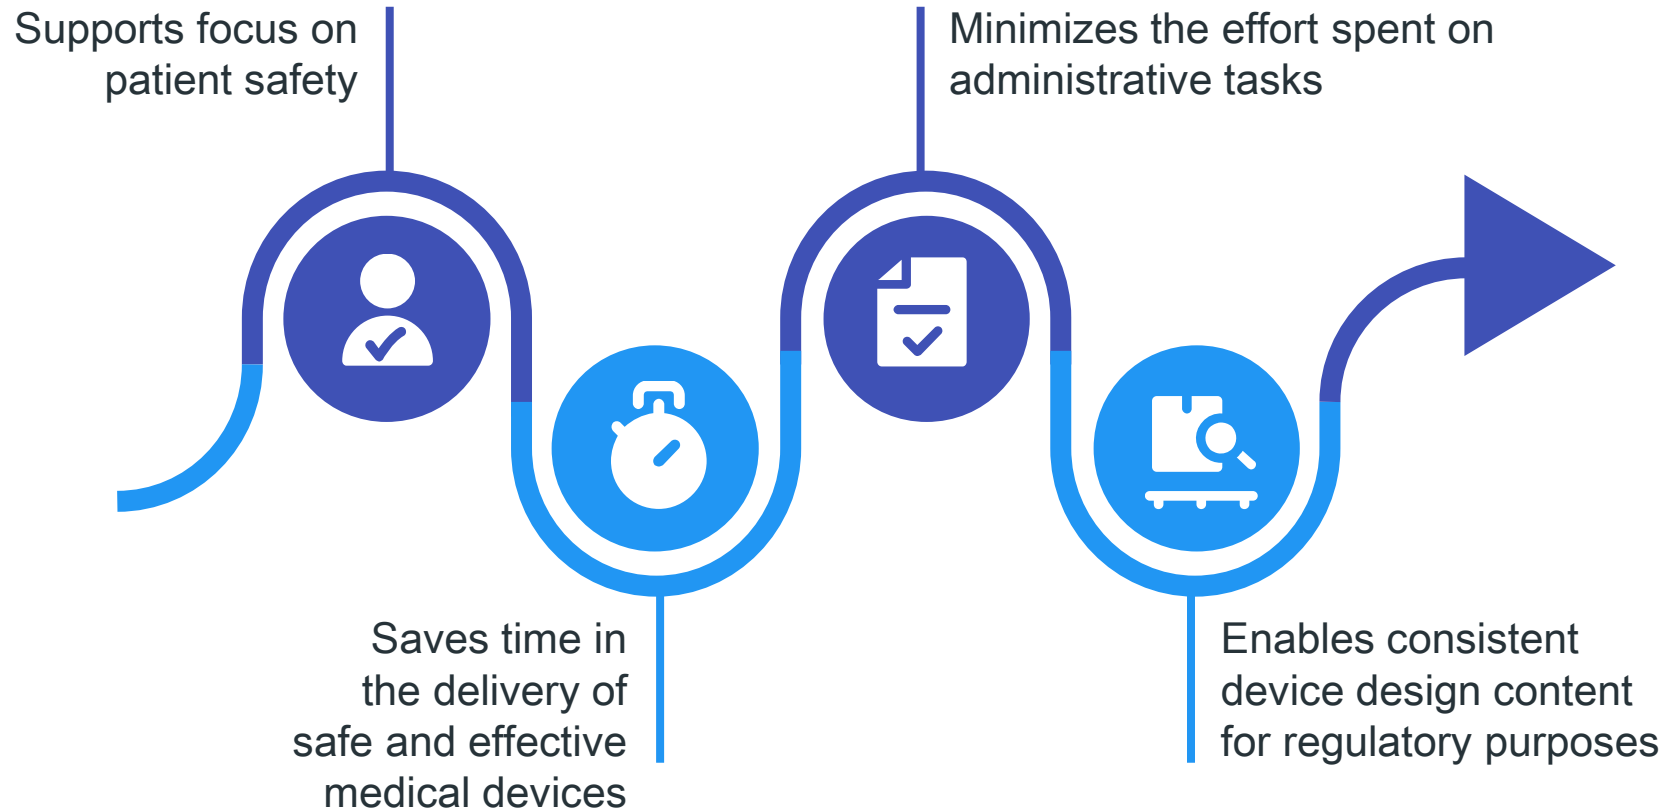 Supports focus on
patient safety
Saves time in
the delivery of
safe and effective
medical devices
Minimizes the effort spent on
administrative tasks
Enables consistent
device design content
for regulatory purposes